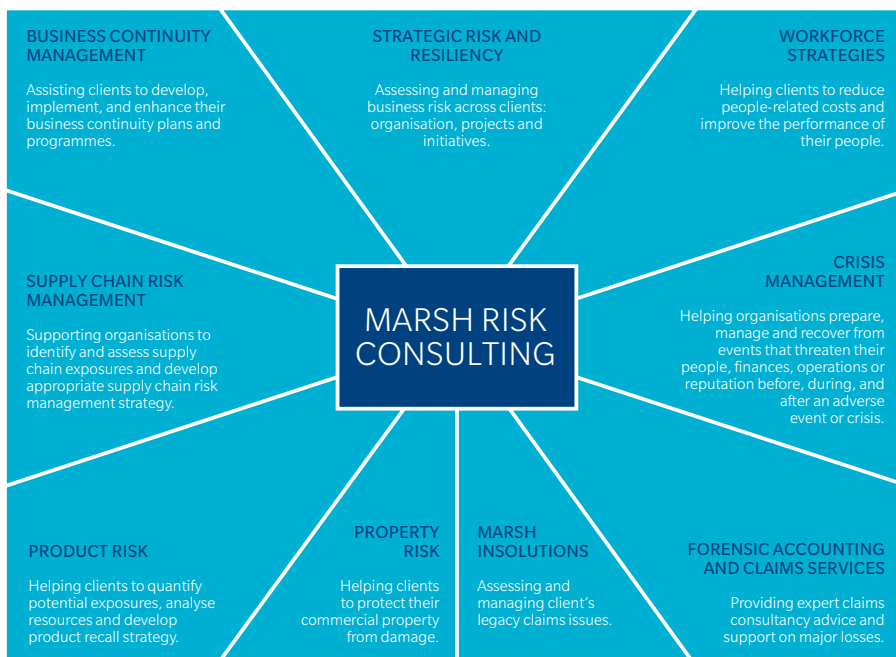 BUSINESS CONTINUITY
MANAGEMENT
Assisting clients to develop,
implement, and enhance their
business continuity plans and
programmes.
STRATEGIC RISK AND
RESILIENCY
Assessing and managing
business risk across clients:
organisation, projects and
initiatives.
WORKFORCE
STRATEGIES
Helping clients to reduce
people-related costs and
improve the performance of
their people.
SUPPLY CHAIN RISK
MANAGEMENT
Supporting organisations to
identify and assess supply
chain exposures and develop
appropriate supply chain risk
management strategy.
MARSH RISK
CONSULTING
CRISIS
MANAGEMENT
Helping organisations prepare,
manage and recover from
events that threaten their
people, finances, operations or
reputation before, during, and
after an adverse
event or crisis.
PRODUCT RISK
Helping clients to quantify
potential exposures, analyse
resources and develop
product recall strategy.
PROPERTY
RISK
Helping clients
to protect their
commercial property
from damage.
MARSH
INSOLUTIONS
Assessing and
managing client’s
legacy claims issues.
FORENSIC ACCOUNTING
AND CLAIMS SERVICES
Providing expert claims
consultancy advice and
support on major losses.